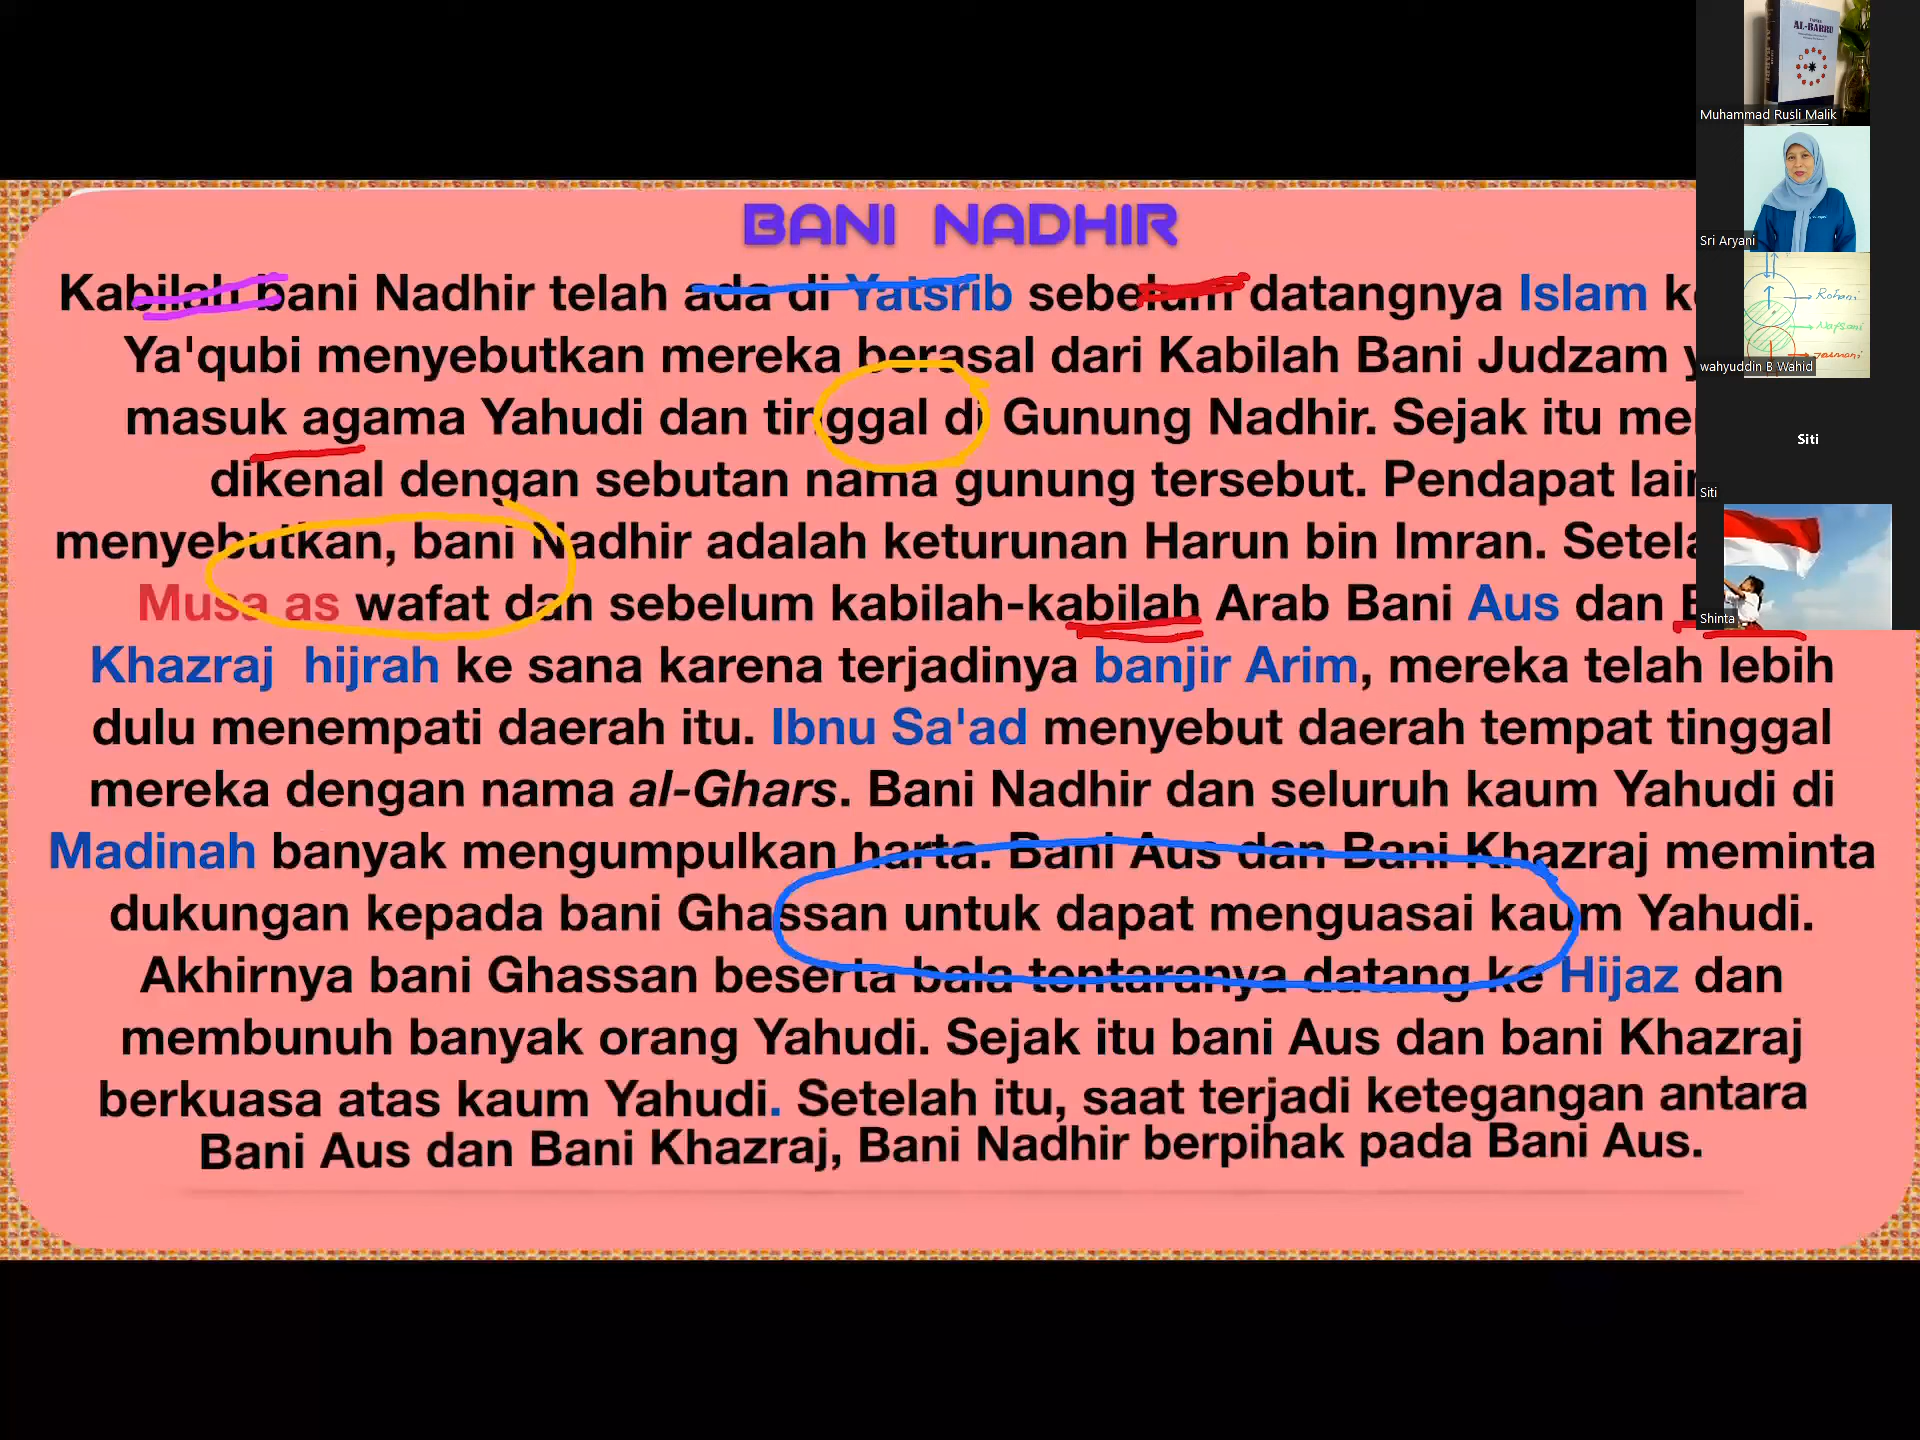 BANI NADHIR
Kabilah bani Nadhir telah ada di Yatsrib sebelum datangnya Islam
Ya'qubi menyebutkan mereka berasal dari Kabilah Bani Judzam
masuk agama Yahudi dan tinggal di Gunung Nadhir. Sejak itu
dikenal dengan sebutan nama gunung tersebut. Pendapat lain
menyebutkan, bani Nadhir adalah keturunan Harun bin Imran.
Musa as wafat dan sebelum kabilah-kabilah Arab Bani Aus dan
Khazraj hijrah ke sana karena terjadinya banjir Arim, mereka telah lebih
dulu menempati daerah itu. Ibnu Sa'ad menyebut daerah tempat tinggal
mereka dengan nama al-Ghars. Bani Nadhir dan seluruh kaum Yahudi di
Madinah banyak mengumpulkan harta. Bani Aus dan Bani Khazraj meminta
dukungan kepada bani Ghassan untuk dapat menguasai kaum Yahudi.
Akhirnya bani Ghassan beserta bala tentaranya datang ke Hijaz dan
membunuh banyak orang Yahudi. Sejak itu bani Aus dan bani Khazraj
berkuasa atas kaum Yahudi. Setelah itu, saat terjadi ketegangan antara
Bani Aus dan Bani Khazraj, Bani Nadhir berpihak pada Bani Aus.
AL-BARRU
Muhammad Rusli Malik
Sri Aryani
Rohani
Nafsani
Jasmani
wahyuddin B Wahid
Siti
Siti
Shinta